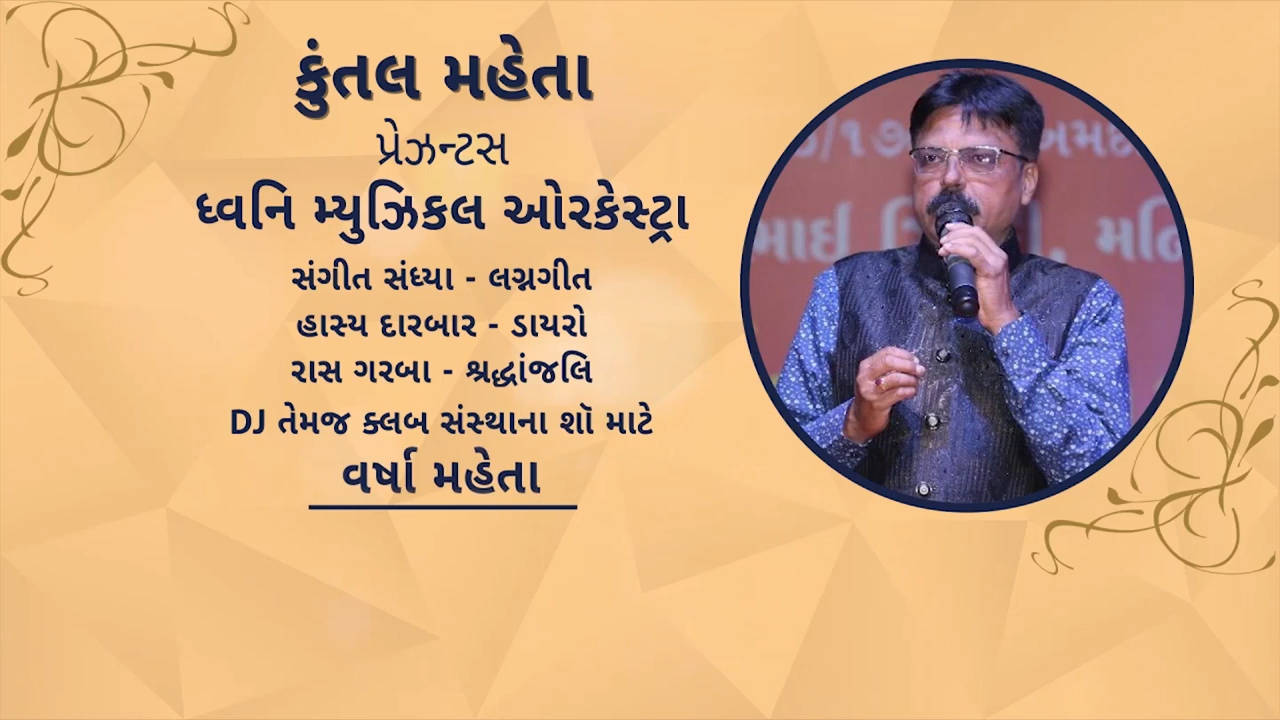 કુંતલ મહેતા
પ્રેઝન્ટસ
ધ્વનિ મ્યુઝિકલ ઓરકેસ્ટ્રા
સંગીત સંધ્યા - લગ્નગીત
હાસ્ય દારબાર - ડાયરો
રાસ ગરબા - શ્રદ્ધાંજલિ
DJ તેમજ ક્લબ સંસ્થાના શૉ માટે
વર્ષા મહેતા